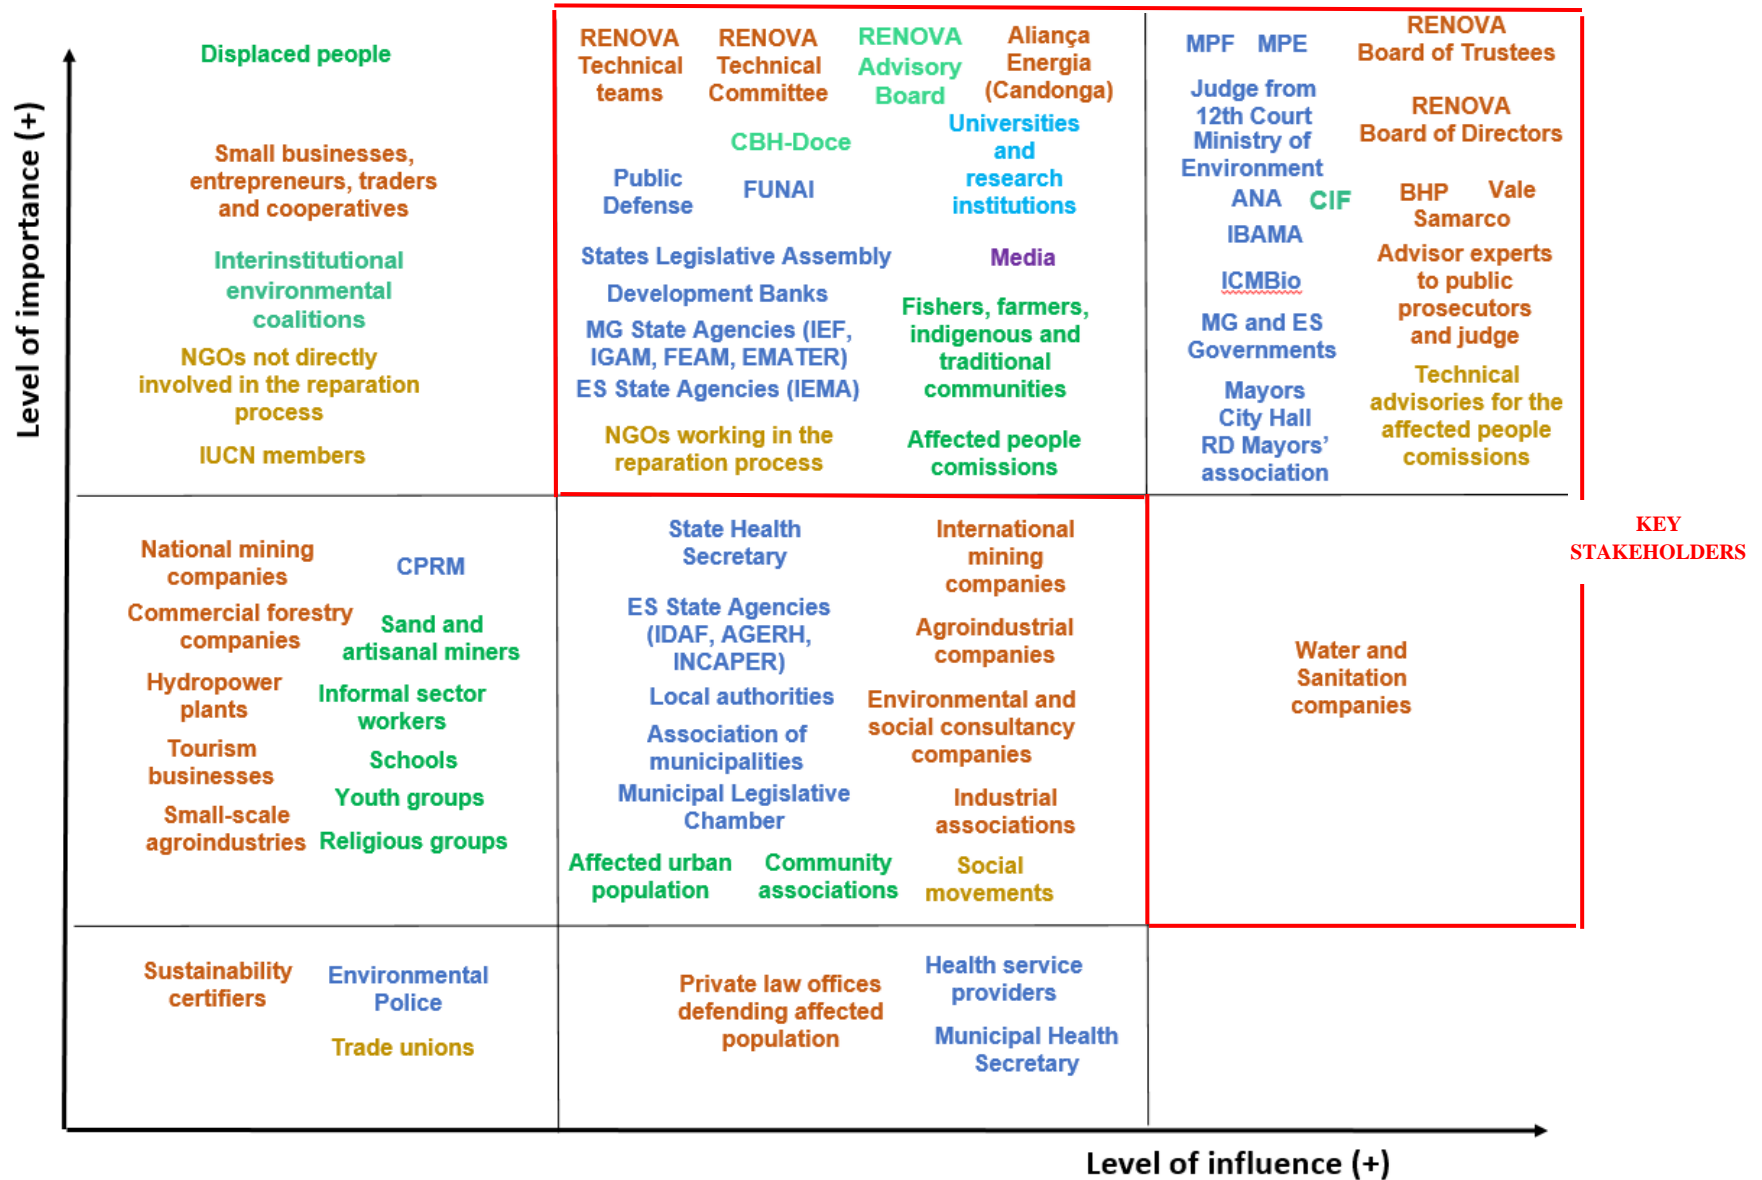 Level of importance (+)
Displaced people
Small businesses,
entrepreneurs, traders
and cooperatives
Interinstitutional
environmental
coalitions
NGOs not directly
involved in the reparation
process
IUCN members
RENOVA
Technical
teams
RENOVA
Technical
Committee
RENOVA
Advisory
Board
Aliança
Energia
(Candonga)
CBH-Doce
Universities
and
research
institutions
Public
Defense
FUNAI
States Legislative Assembly
Media
Development Banks
MG State Agencies (IEF,
IGAM, FEAM, EMATER)
ES State Agencies (IEMA)
Fishers, farmers,
indigenous and
traditional
communities
NGOs working in the
reparation process
Affected people
comissions
MPF MPE
Judge from
12th Court
Ministry of
Environment
ANA CIF
IBAMA
ICMBio
MG and ES
Governments
Mayors
City Hall
RD Mayors’
association
RENOVA
Board of Trustees
RENOVA
Board of Directors
BHP Vale
Samarco
Advisor experts
to public
prosecutors
and judge
Technical
advisories for the
affected people
comissions
KEY
STAKEHOLDERS
National mining
companies
CPRM
Commercial forestry
companies
Sand and
artisanal miners
Hydropower
plants
Informal sector
workers
Tourism
businesses
Schools
Youth groups
Small-scale
agroindustries
Religious groups
State Health
Secretary
ES State Agencies
(IDAF, AGERH,
INCAPER)
Local authorities
Association of
municipalities
Municipal Legislative
Chamber
Affected urban
population
Community
associations
International
mining
companies
Agroindustrial
companies
Environmental and
social consultancy
companies
Industrial
associations
Social
movements
Water and
Sanitation
companies
Sustainability
certifiers
Environmental
Police
Trade unions
Private law offices
defending affected
population
Health service
providers
Municipal Health
Secretary
Level of influence (+)